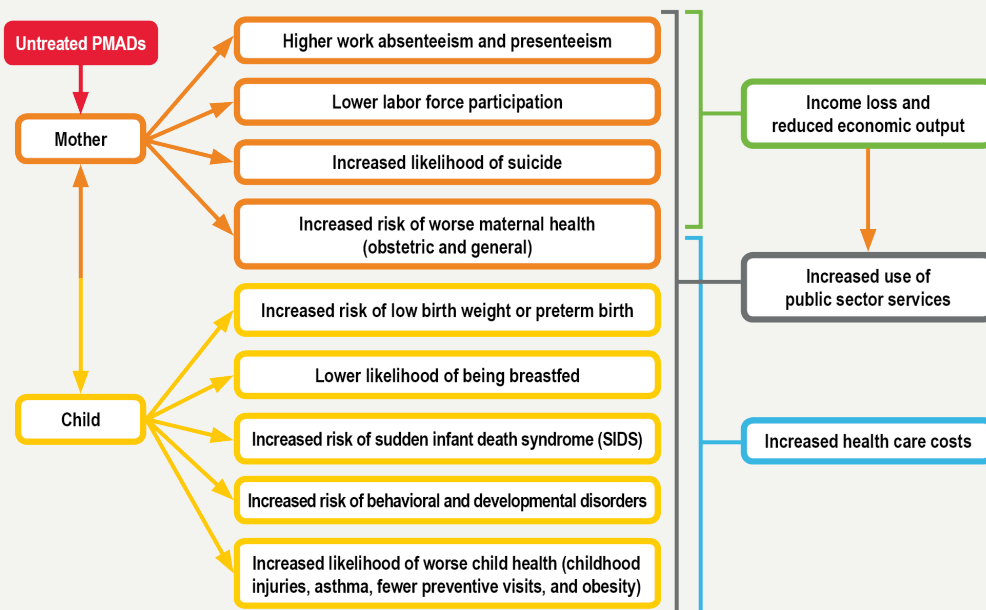 Untreated PMADs
Mother
Higher work absenteeism and presenteeism
Lower labor force participation
Increased likelihood of suicide
Increased risk of worse maternal health
(obstetric and general)
Child
Increased risk of low birth weight or preterm birth
Lower likelihood of being breastfed
Increased risk of sudden infant death syndrome (SIDS)
Increased risk of behavioral and developmental disorders
Increased likelihood of worse child health (childhood
injuries, asthma, fewer preventive visits, and obesity)
Income loss and
reduced economic output
Increased use of
public sector services
Increased health care costs